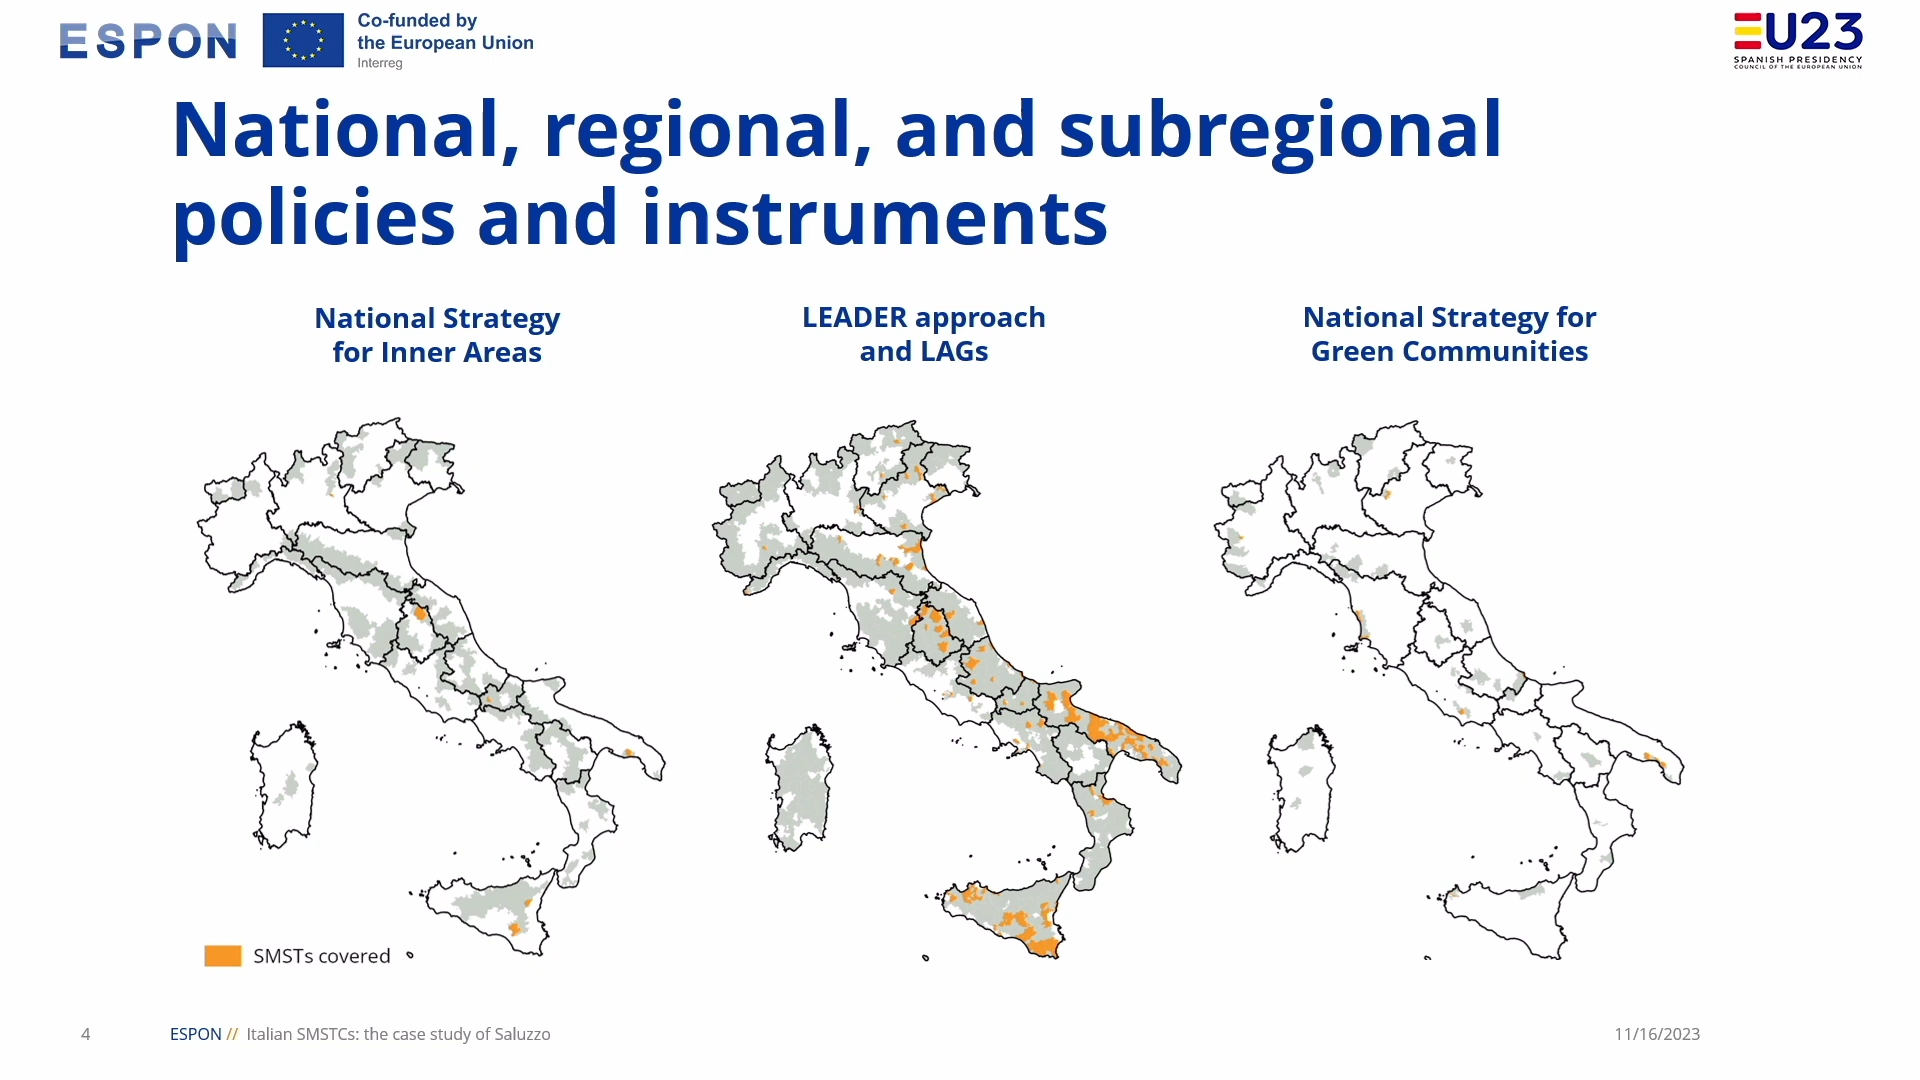 ESPON
Co-funded by
the European Union
Interreg
EU23
SPANISH PRESIDENCY
COUNCIL OF THE EUROPEAN UNION
National, regional, and subregional
policies and instruments
National Strategy
for Inner Areas
LEADER approach
and LAGs
National Strategy for
Green Communities
SMSTs covered
4
ESPON // Italian SMSTCs: the case study of Saluzzo
11/16/2023